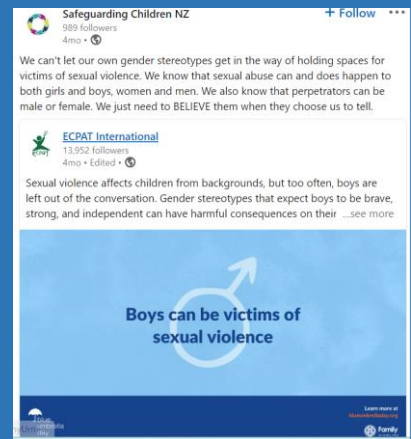 Safeguarding Children NZ
+ Follow
989 followers
4mo •
We can't let our own gender stereotypes get in the way of holding spaces for
victims of sexual violence. We know that sexual abuse can and does happen to
both girls and boys, women and men. We also know that perpetrators can be
male or female. We just need to BELIEVE them when they choose us to tell.
ECPAT
ECPAT International
13,952 followers
4mo • Edited •
Sexual violence affects children from backgrounds, but too often, boys are
left out of the conversation. Gender stereotypes that expect boys to be brave,
strong, and independent can have harmful consequences on their ...see more
Boys can be victims of
sexual violence
blue
umbrella
day
Learn more at
blueumbrelladay.org
Family